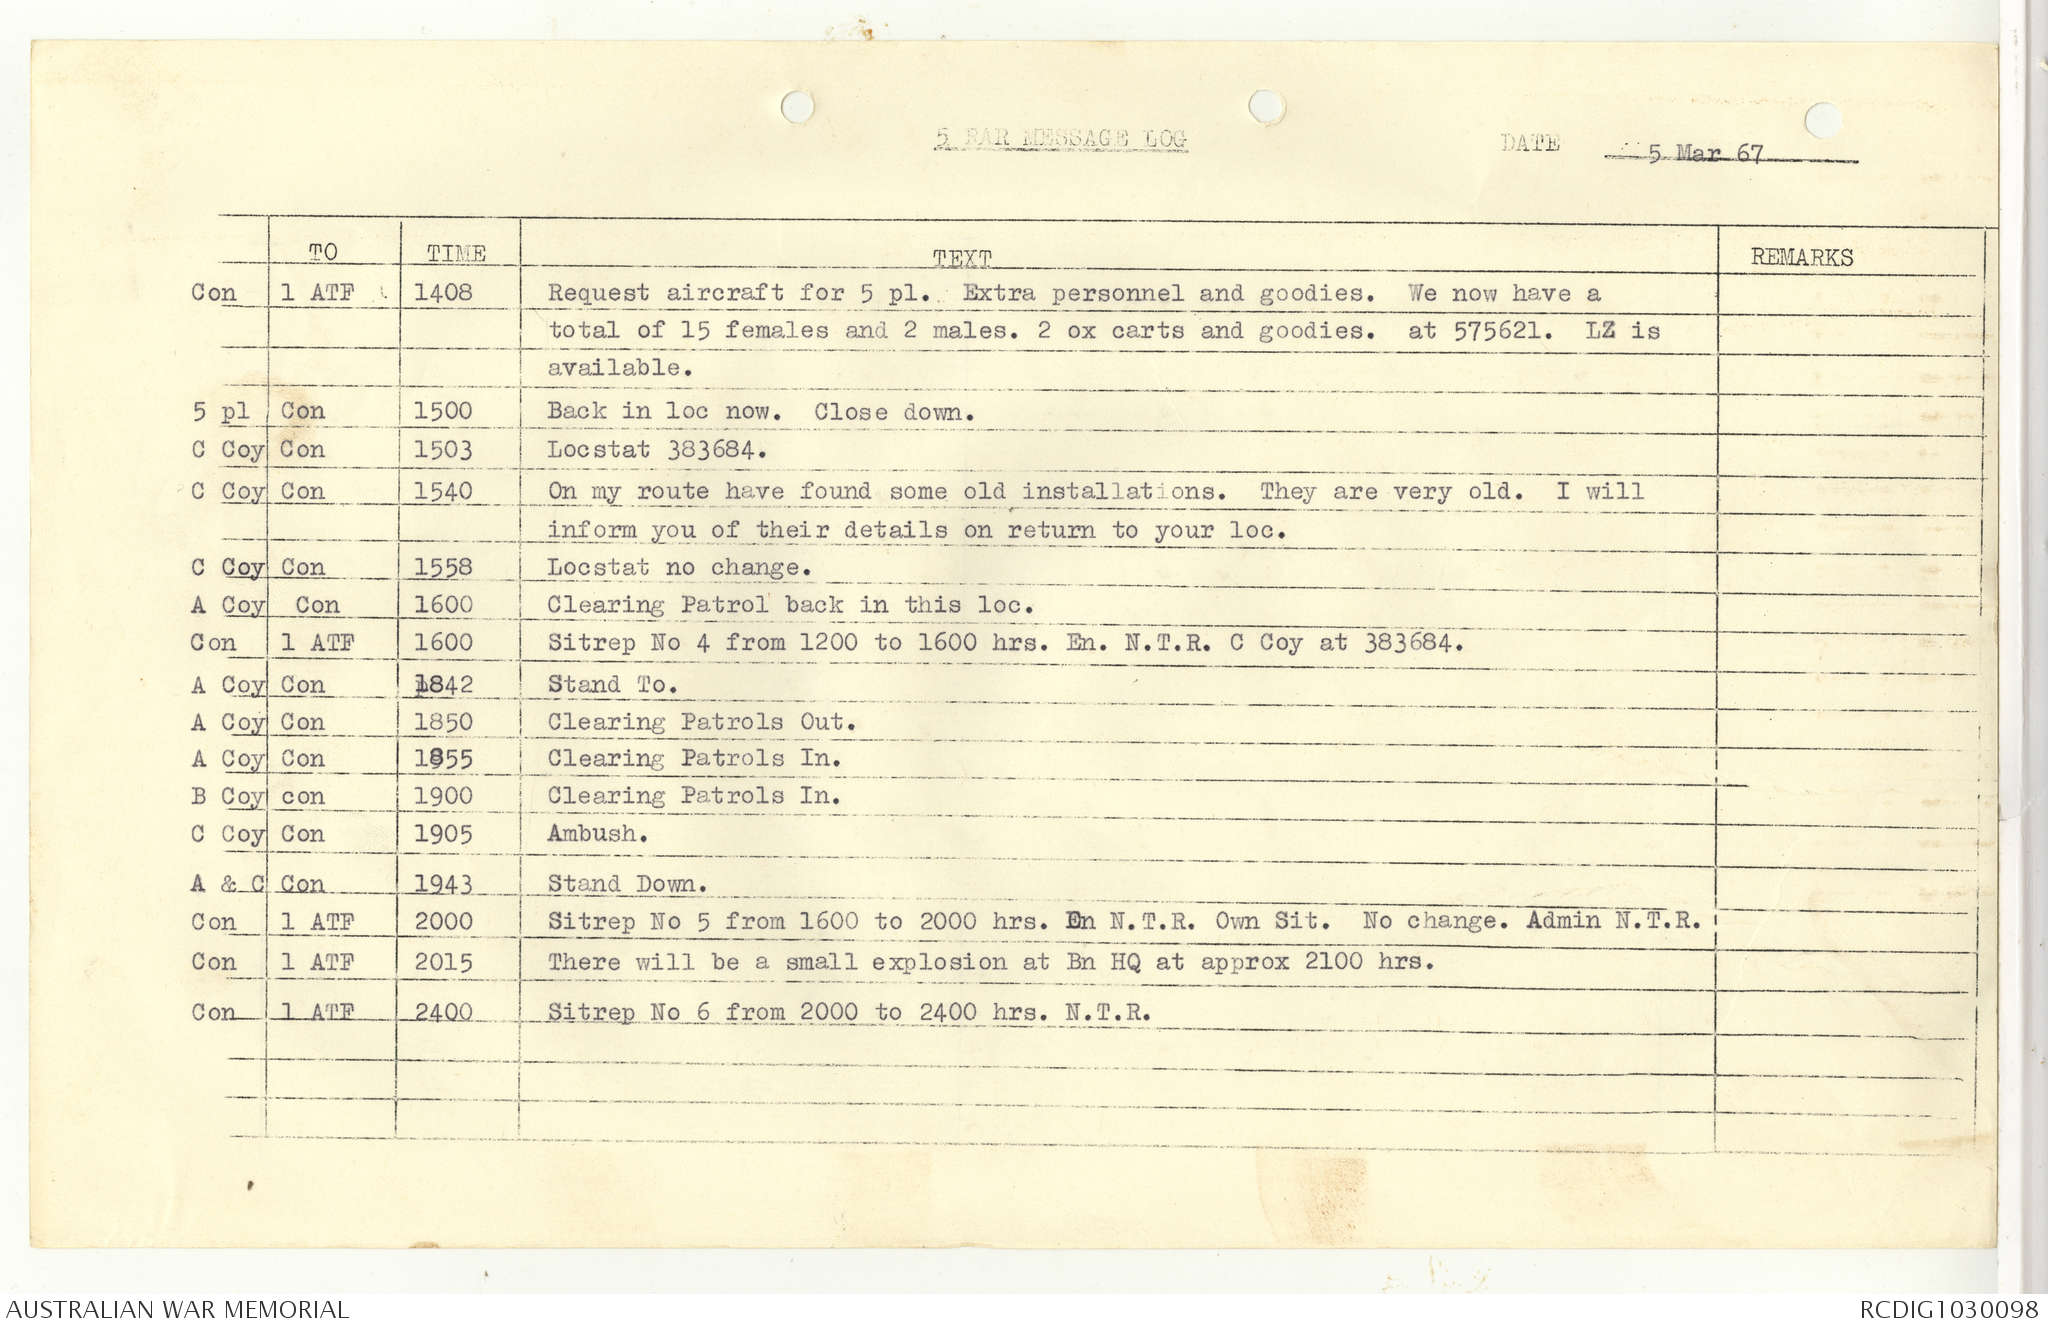 5 RAR MESSAGE LOG DATE 5 Mar 67
TO TIME TEXT REMARKS
Con 1 ATF 1408 Request aircraft for 5 pl. Extra personnel and goodies. We now have a
total of 15 females and 2 males. 2 ox carts and goodies. at 575621. LZ is
available.
5 pl Con 1500 Back in loc now. Close down.
C Coy Con 1503 Locstat 383684.
C Coy Con 1540 On my route have found some old installations. They are very old. I will
inform you of their details on return to your loc.
C Coy Con 1558 Locstat no change.
A Coy Con 1600 Clearing Patrol back in this loc.
Con 1 ATF 1600 Sitrep No 4 from 1200 to 1600 hrs. En. N.T.R. C Coy at 383684.
A Coy Con 1842 Stand To.
A Coy Con 1850 Clearing Patrols Out.
A Coy Con 1855 Clearing Patrols In.
B Coy con 1900 Clearing Patrols In.
C Coy Con 1905 Ambush.
A & C Con 1943 Stand Down.
Con 1 ATF 2000 Sitrep No 5 from 1600 to 2000 hrs. En N.T.R. Own Sit. No change. Admin N.T.R.
Con 1 ATF 2015 There will be a small explosion at Bn HQ at approx 2100 hrs.
Con 1 ATF 2400 Sitrep No 6 from 2000 to 2400 hrs. N.T.R.
AUSTRALIAN WAR MEMORIAL RCDIG1030098